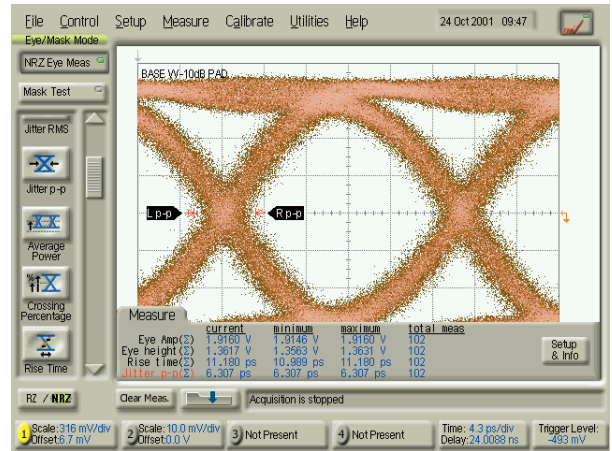 File Control Setup Measure Calibrate Utilities Help 24 Oct 2001 09:47
Eye/Mask Mode
NRZ Eye Meas
Mask Test
Jitter RMS
Jitter p-p
Average
Power
Crossing
Percentage
Rise Time
BASE W-10dB PAD
L p-p
R p-p
Measure
current minimum maximum total meas
Eye Amp(Σ) 1.9160 V 1.9146 V 1.9160 V 102
Eye height(Σ) 1.3617 V 1.3563 V 1.3631 V 102
Rise time(Σ) 11.180 ps 10.989 ps 11.180 ps 102
Jitter p-p(Σ) 6.307 ps 6.307 ps 6.307 ps 102
Setup
& Info
RZ / NRZ
Clear Meas.
Acquisition is stopped
1 Scale:316 mV/div
Offset:6.7 mV
2 Scale:10.0 mV/div
Offset:0.0 V
3 Not Present
4 Not Present
Time: 4.3 ps/div
Delay:24.0088 ns
Trigger Level:
-493 mV